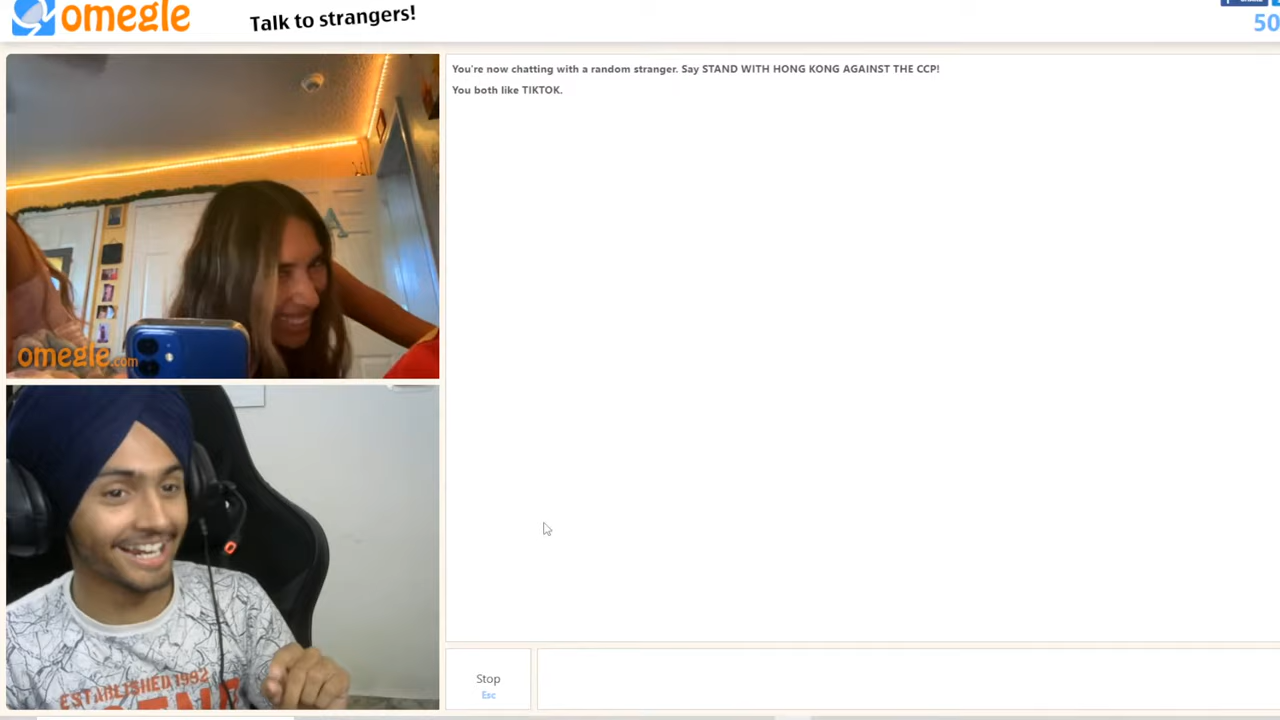 omegle
Talk to strangers!
50
You're now chatting with a random stranger. Say STAND WITH HONG KONG AGAINST THE CCP!
You both like TIKTOK.
A
omegle.com
ESTABLISHED 1992
Stop
Esc